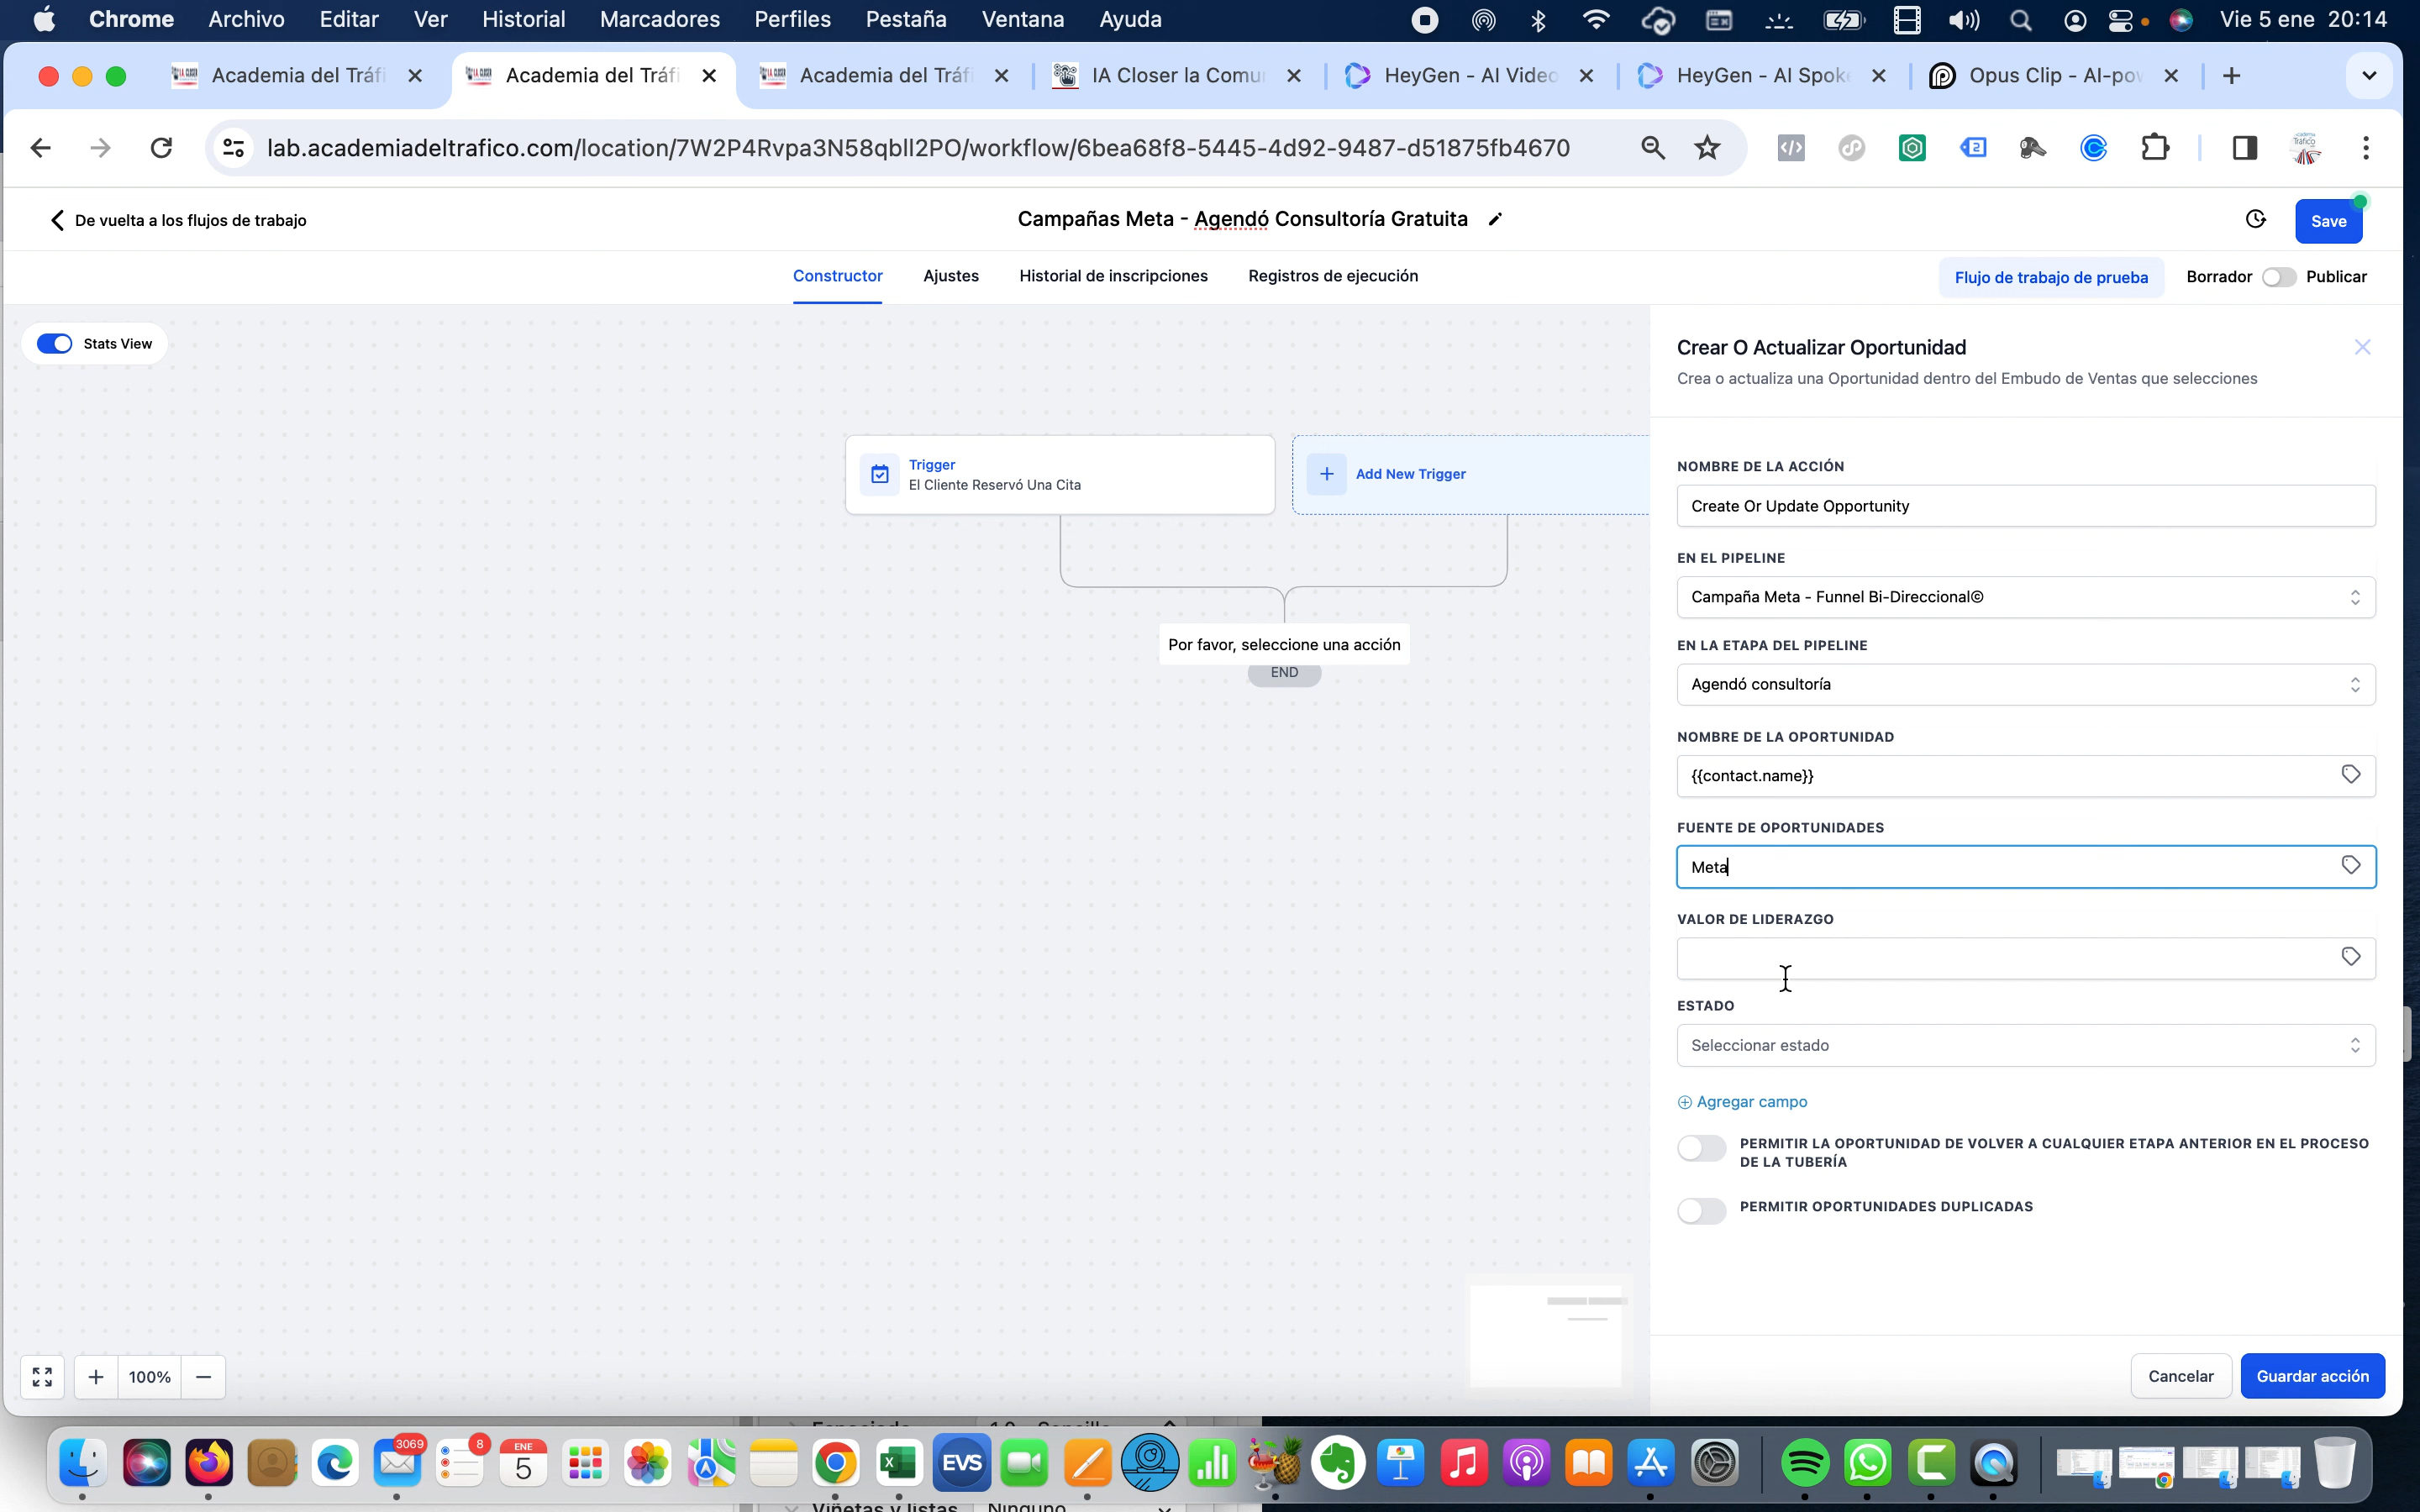 Chrome Archivo Editar Ver Historial Marcadores Perfiles Pestaña Ventana Ayuda Vie 5 ene 20:14
Academia del Tráfi Academia del Tráfi Academia del Tráfi IA Closer la Comu HeyGen - AI Video HeyGen - AI Spok Opus Clip - AI-pow
lab.academiadeltrafico.com/location/7W2P4Rvpa3N58qbll2PO/workflow/6bea68f8-5445-4d92-9487-d51875fb4670
De vuelta a los flujos de trabajo
Campañas Meta - Agendó Consultoría Gratuita
Save
Constructor Ajustes Historial de inscripciones Registros de ejecución
Flujo de trabajo de prueba Borrador Publicar
Stats View
Trigger
El Cliente Reservó Una Cita
Add New Trigger
Por favor, seleccione una acción
END
100%
Crear O Actualizar Oportunidad
Crea o actualiza una Oportunidad dentro del Embudo de Ventas que selecciones
NOMBRE DE LA ACCIÓN
Create Or Update Opportunity
EN EL PIPELINE
Campaña Meta - Funnel Bi-Direccional©
EN LA ETAPA DEL PIPELINE
Agendó consultoría
NOMBRE DE LA OPORTUNIDAD
{{contact.name}}
FUENTE DE OPORTUNIDADES
Meta
VALOR DE LIDERAZGO
ESTADO
Seleccionar estado
Agregar campo
PERMITIR LA OPORTUNIDAD DE VOLVER A CUALQUIER ETAPA ANTERIOR EN EL PROCESO
DE LA TUBERÍA
PERMITIR OPORTUNIDADES DUPLICADAS
Cancelar Guardar acción
3069 8 ENE
5 EVS
Viñetas y listas Ninguno